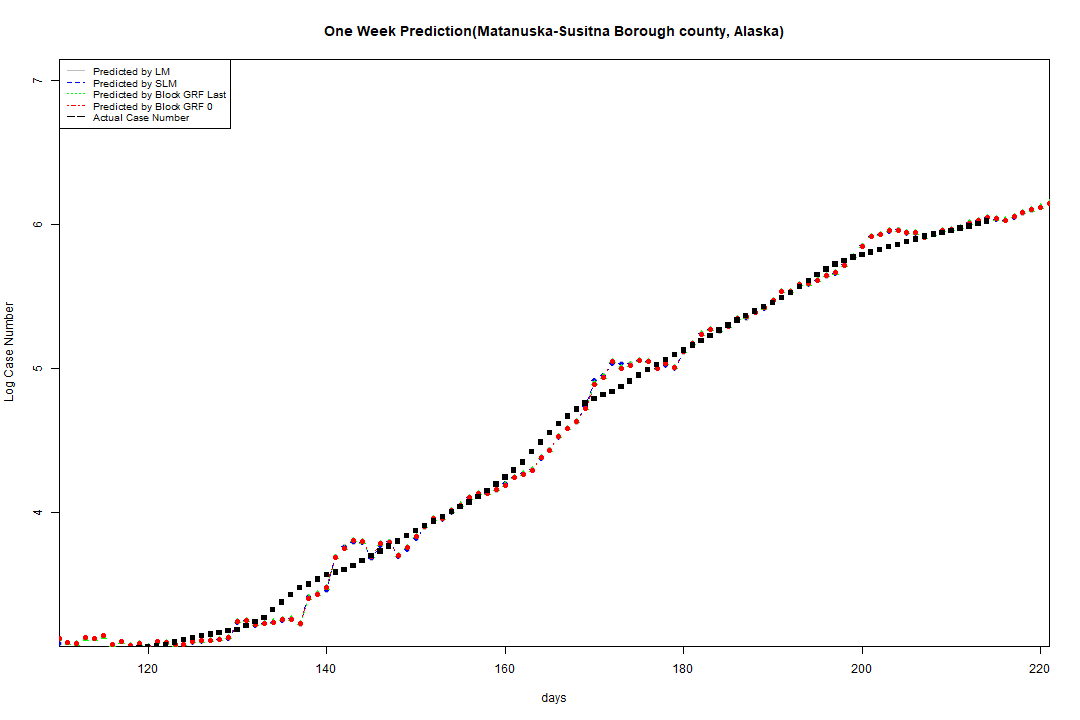 One Week Prediction(Matanuska-Susitna Borough county, Alaska)
Predicted by LM
Predicted by SLM
Predicted by Block GRF Last
Predicted by Block GRF 0
Actual Case Number
7
6
5
4
Log Case Number
120 140 160 180 200 220
days